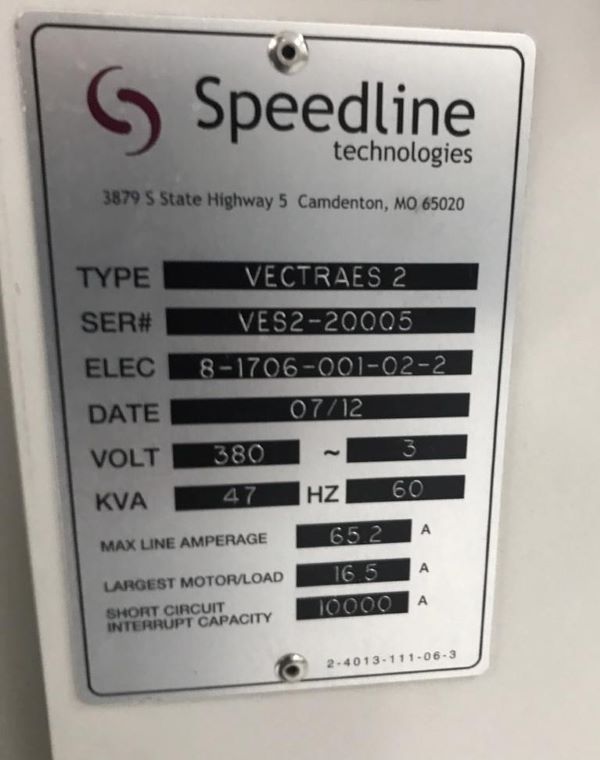 Speedline
technologies
3879 S State Highway 5 Camdenton, MO 65020
TYPE VECTRAES 2
SER# VES2-20005
ELEC 8-1706-001-02-2
DATE 07/12
VOLT 380 ~ 3
KVA 47 HZ 60
MAX LINE AMPERAGE 65.2 A
LARGEST MOTOR/LOAD 16.5 A
SHORT CIRCUIT
INTERRUPT CAPACITY 10000 A
2-4013-111-06-3